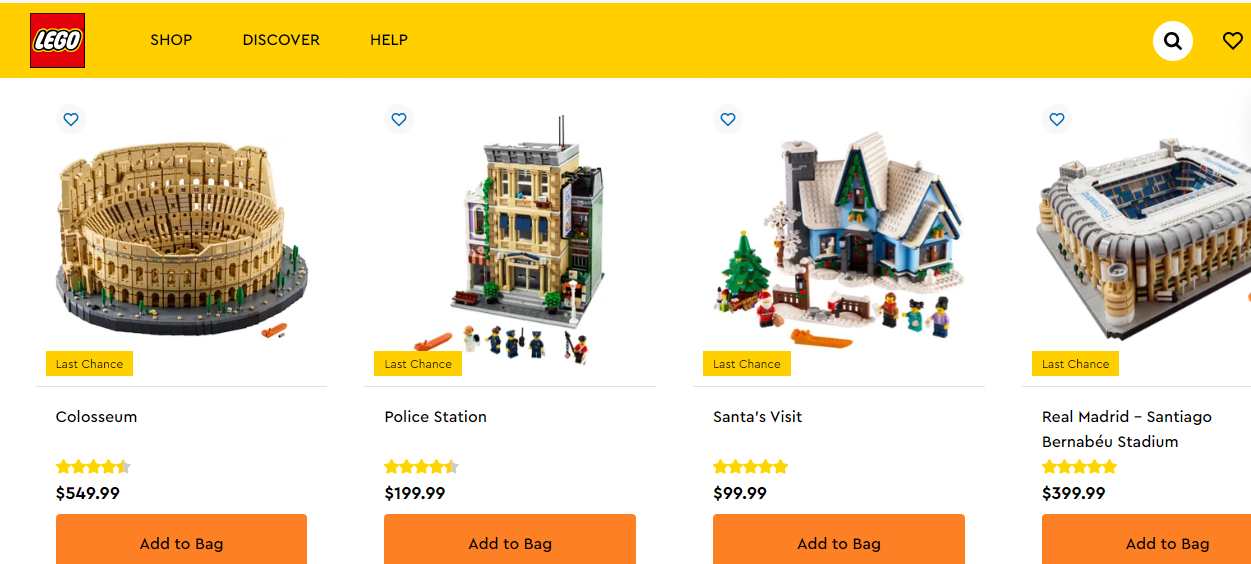 LEGO
SHOP DISCOVER HELP
Last Chance
Colosseum
$549.99
Add to Bag
Last Chance
Police Station
$199.99
Add to Bag
Last Chance
Santa's Visit
$99.99
Add to Bag
Last Chance
Real Madrid – Santiago
Bernabéu Stadium
$399.99
Add to Bag